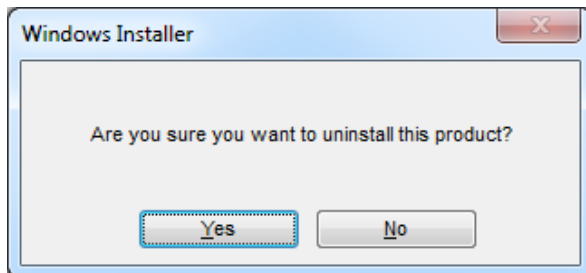 Windows Installer
Are you sure you want to uninstall this product?
Yes
No